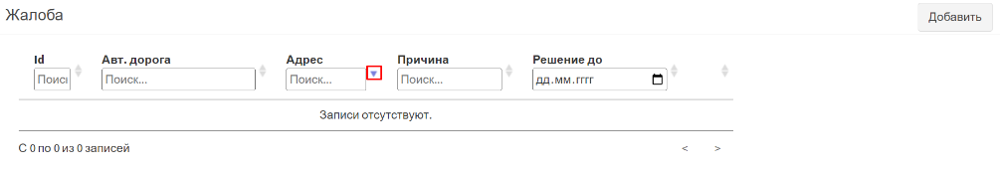 Жалоба
Добавить
Id Авт. дорога Адрес Причина Решение до
Поиск Поиск... Поиск... Поиск... дд.мм.гггг
Записи отсутствуют.
С 0 по 0 из 0 записей < >